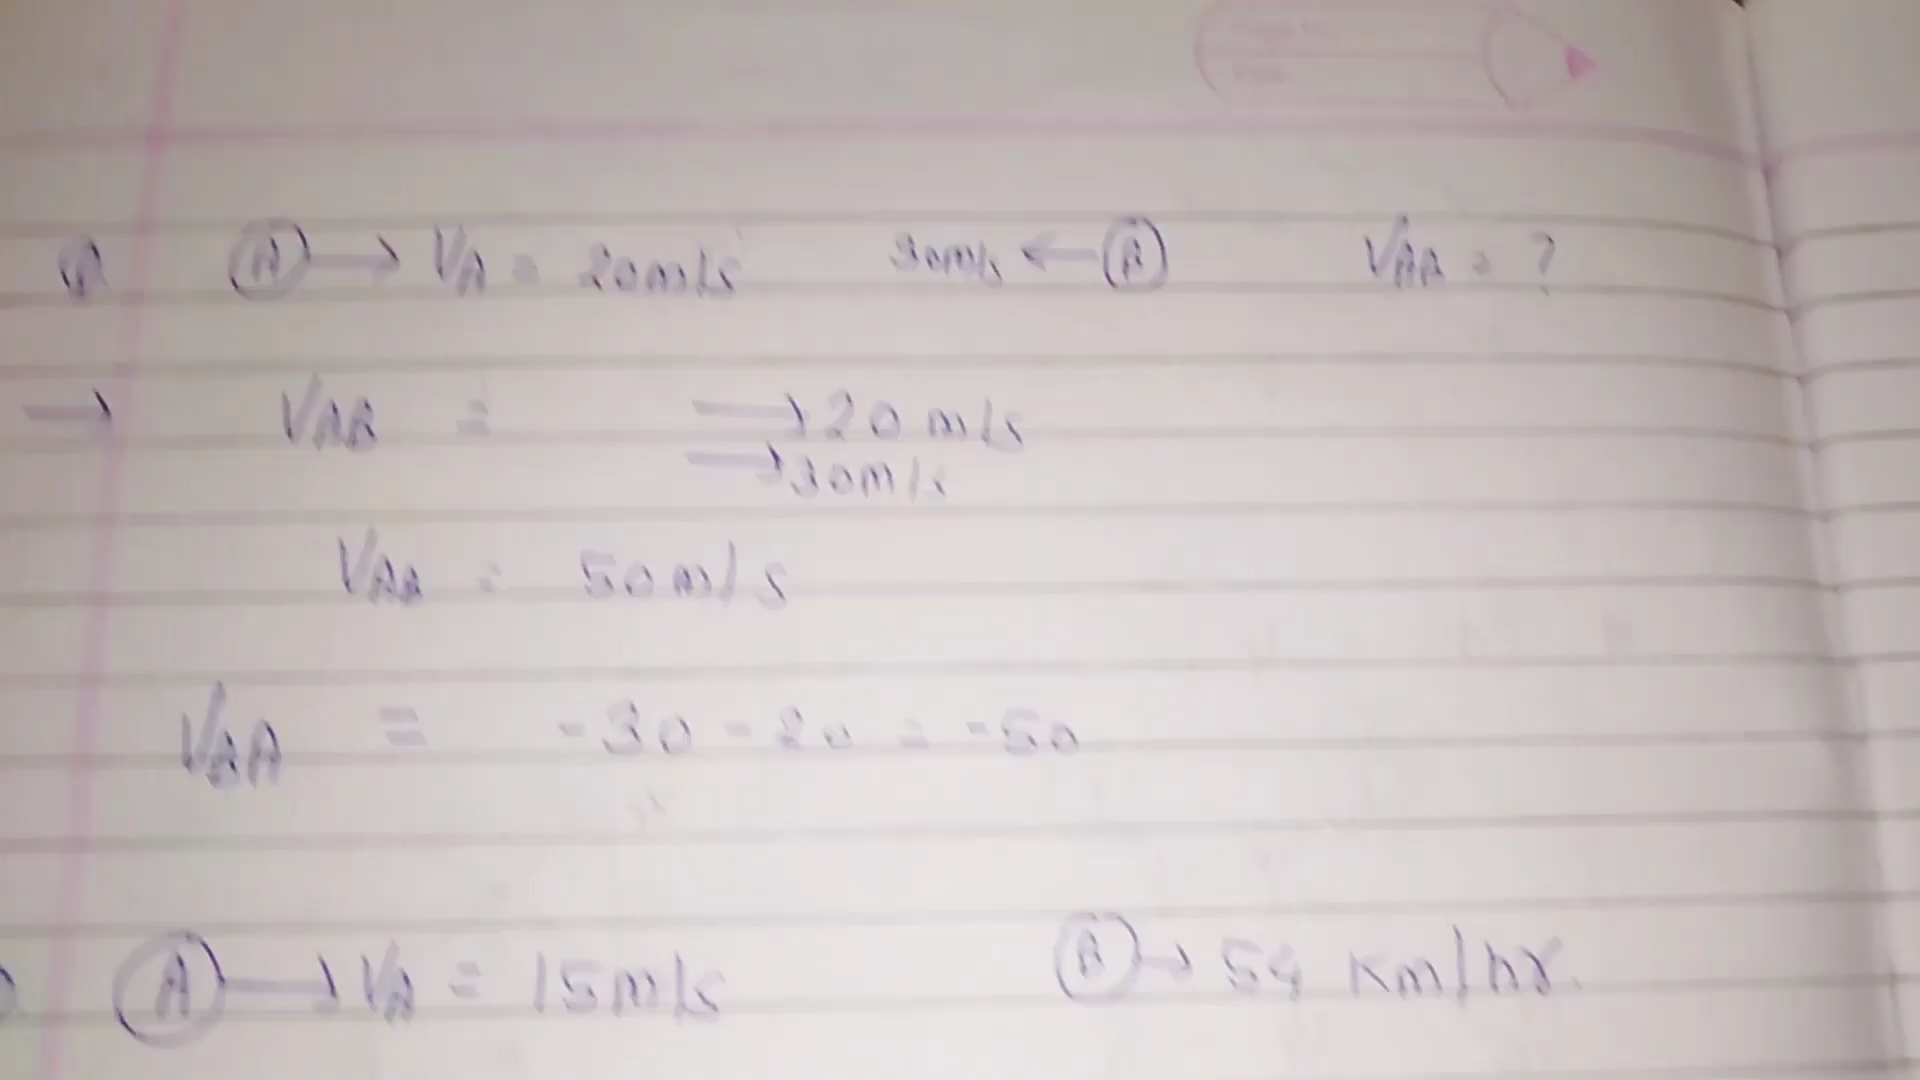 Q (A) → VA = 20m/s 30m/s ← (B) VAB = ?
→ VAB = → 20 m/s
→ 30m/s
VAB = 50m/s
VBA = -30 - 20 = -50
(A) → VA = 15m/s (B) → 54 Km/hr.